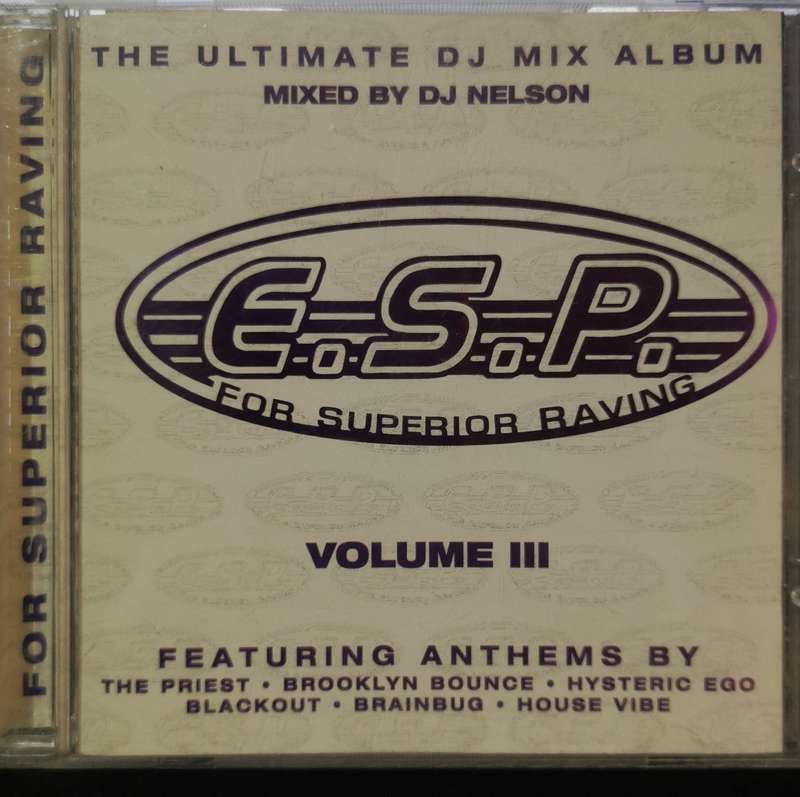 FOR SUPERIOR RAVING
THE ULTIMATE DJ MIX ALBUM
MIXED BY DJ NELSON
E.S.P.
FOR SUPERIOR RAVING
VOLUME III
FEATURING ANTHEMS BY
THE PRIEST • BROOKLYN BOUNCE • HYSTERIC EGO
BLACKOUT • BRAINBUG • HOUSE VIBE